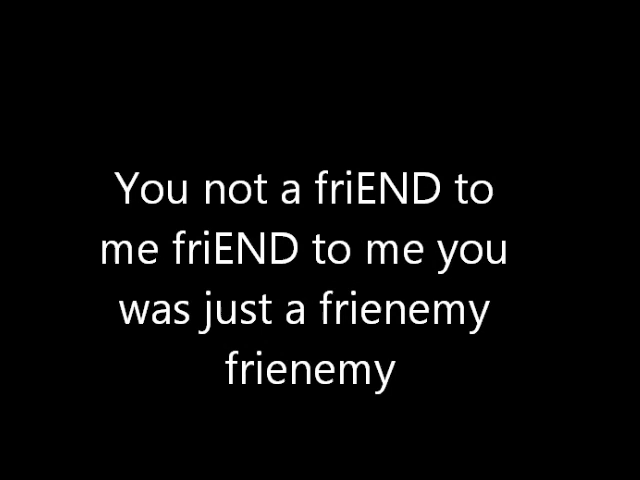 You not a friEND to
me friEND to me you
was just a frienemy
frienemy